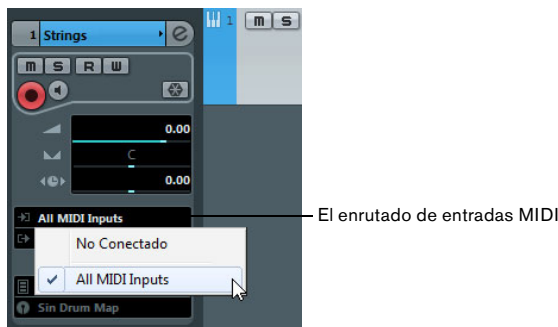 1 Strings
1 m S
m S R W
0.00
C
0.00
All MIDI Inputs
El enrutado de entradas MIDI
No Conectado
All MIDI Inputs
Sin Drum Map